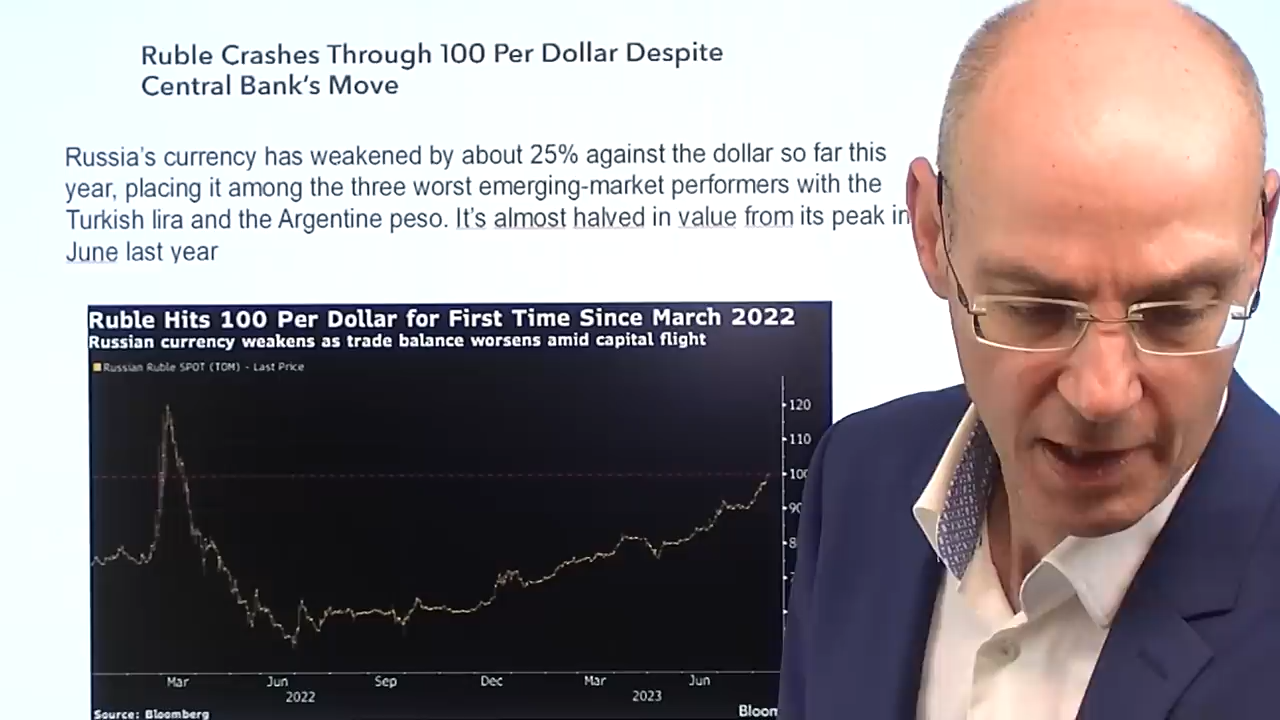 Ruble Crashes Through 100 Per Dollar Despite
Central Bank's Move
Russia's currency has weakened by about 25% against the dollar so far this
year, placing it among the three worst emerging-market performers with the
Turkish lira and the Argentine peso. It's almost halved in value from its peak in
June last year
Ruble Hits 100 Per Dollar for First Time Since March 2022
Russian currency weakens as trade balance worsens amid capital flight
Russian Ruble SPOT (TOM) - Last Price
120
110
100
90
Mar Jun Sep Dec Mar Jun
2022 2023
Source: Bloomberg